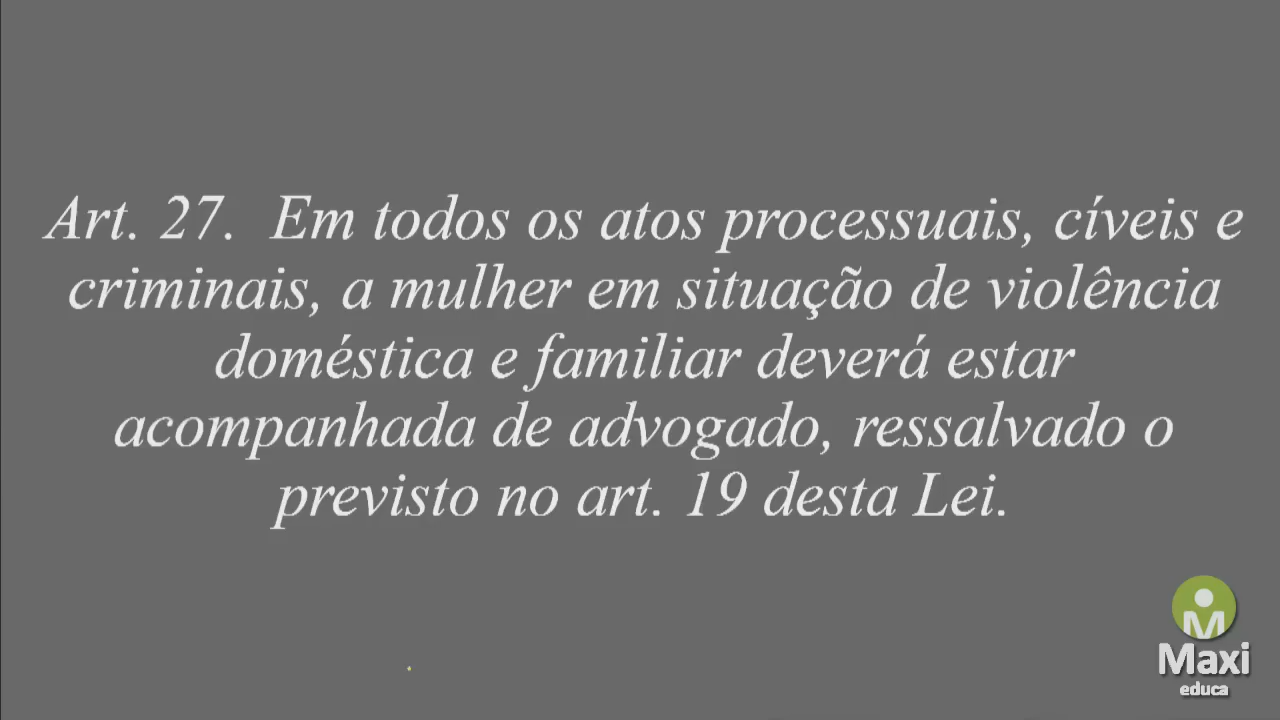 Art. 27.  Em todos os atos processuais, cíveis e
criminais, a mulher em situação de violência
doméstica e familiar deverá estar
acompanhada de advogado, ressalvado o
previsto no art. 19 desta Lei.
M
Maxi
educa